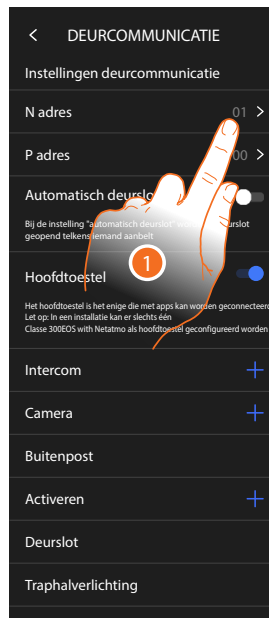 < DEURCOMMUNICATIE
Instellingen deurcommunicatie
N adres 01 >
P adres 00 >
Automatisch deurslo
Bij de instelling "automatisch deurslot" deurslot
geopend telkens iemand aanbelt
1
Hoofdtoestel
Het hoofdtoestel is het enige die met apps kan worden geconnecteerd
Let op: In een installatie kan er slechts één
Classe 300EOS with Netatmo als hoofdtoestel geconfigureerd worden
Intercom +
Camera +
Buitenpost
Activeren +
Deurslot
Traphalverlichting